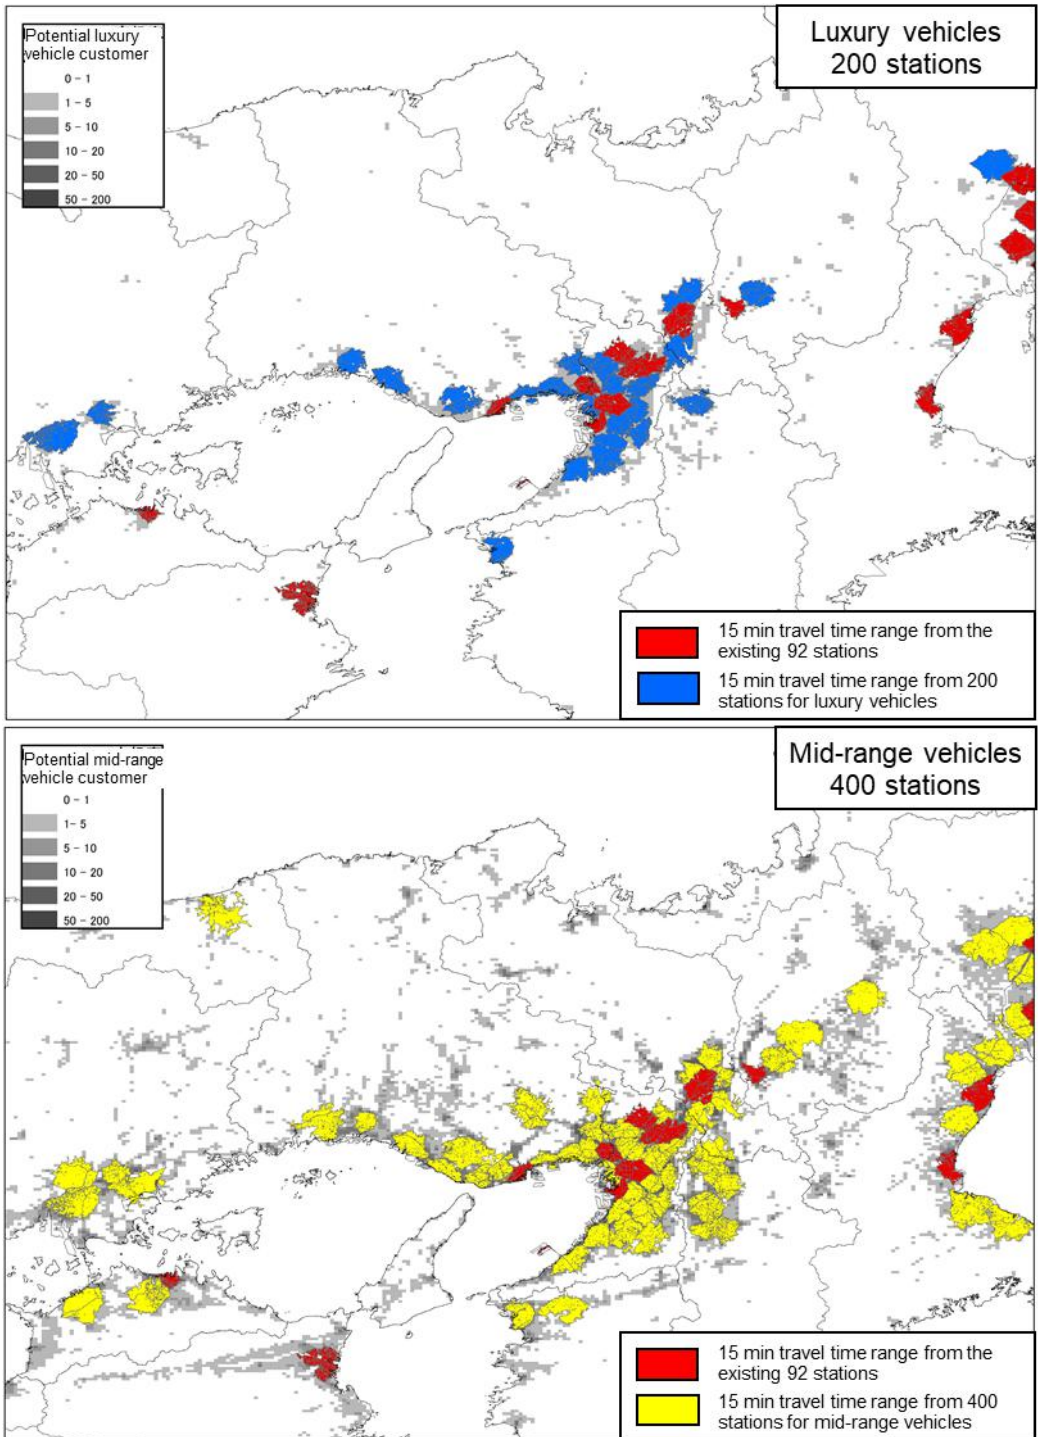 Potential luxury
vehicle customer
0 - 1
1 - 5
5 - 10
10 - 20
20 - 50
50 - 200
Luxury vehicles
200 stations
15 min travel time range from the
existing 92 stations
15 min travel time range from 200
stations for luxury vehicles
Potential mid-range
vehicle customer
0 - 1
1 - 5
5 - 10
10 - 20
20 - 50
50 - 200
Mid-range vehicles
400 stations
15 min travel time range from the
existing 92 stations
15 min travel time range from 400
stations for mid-range vehicles